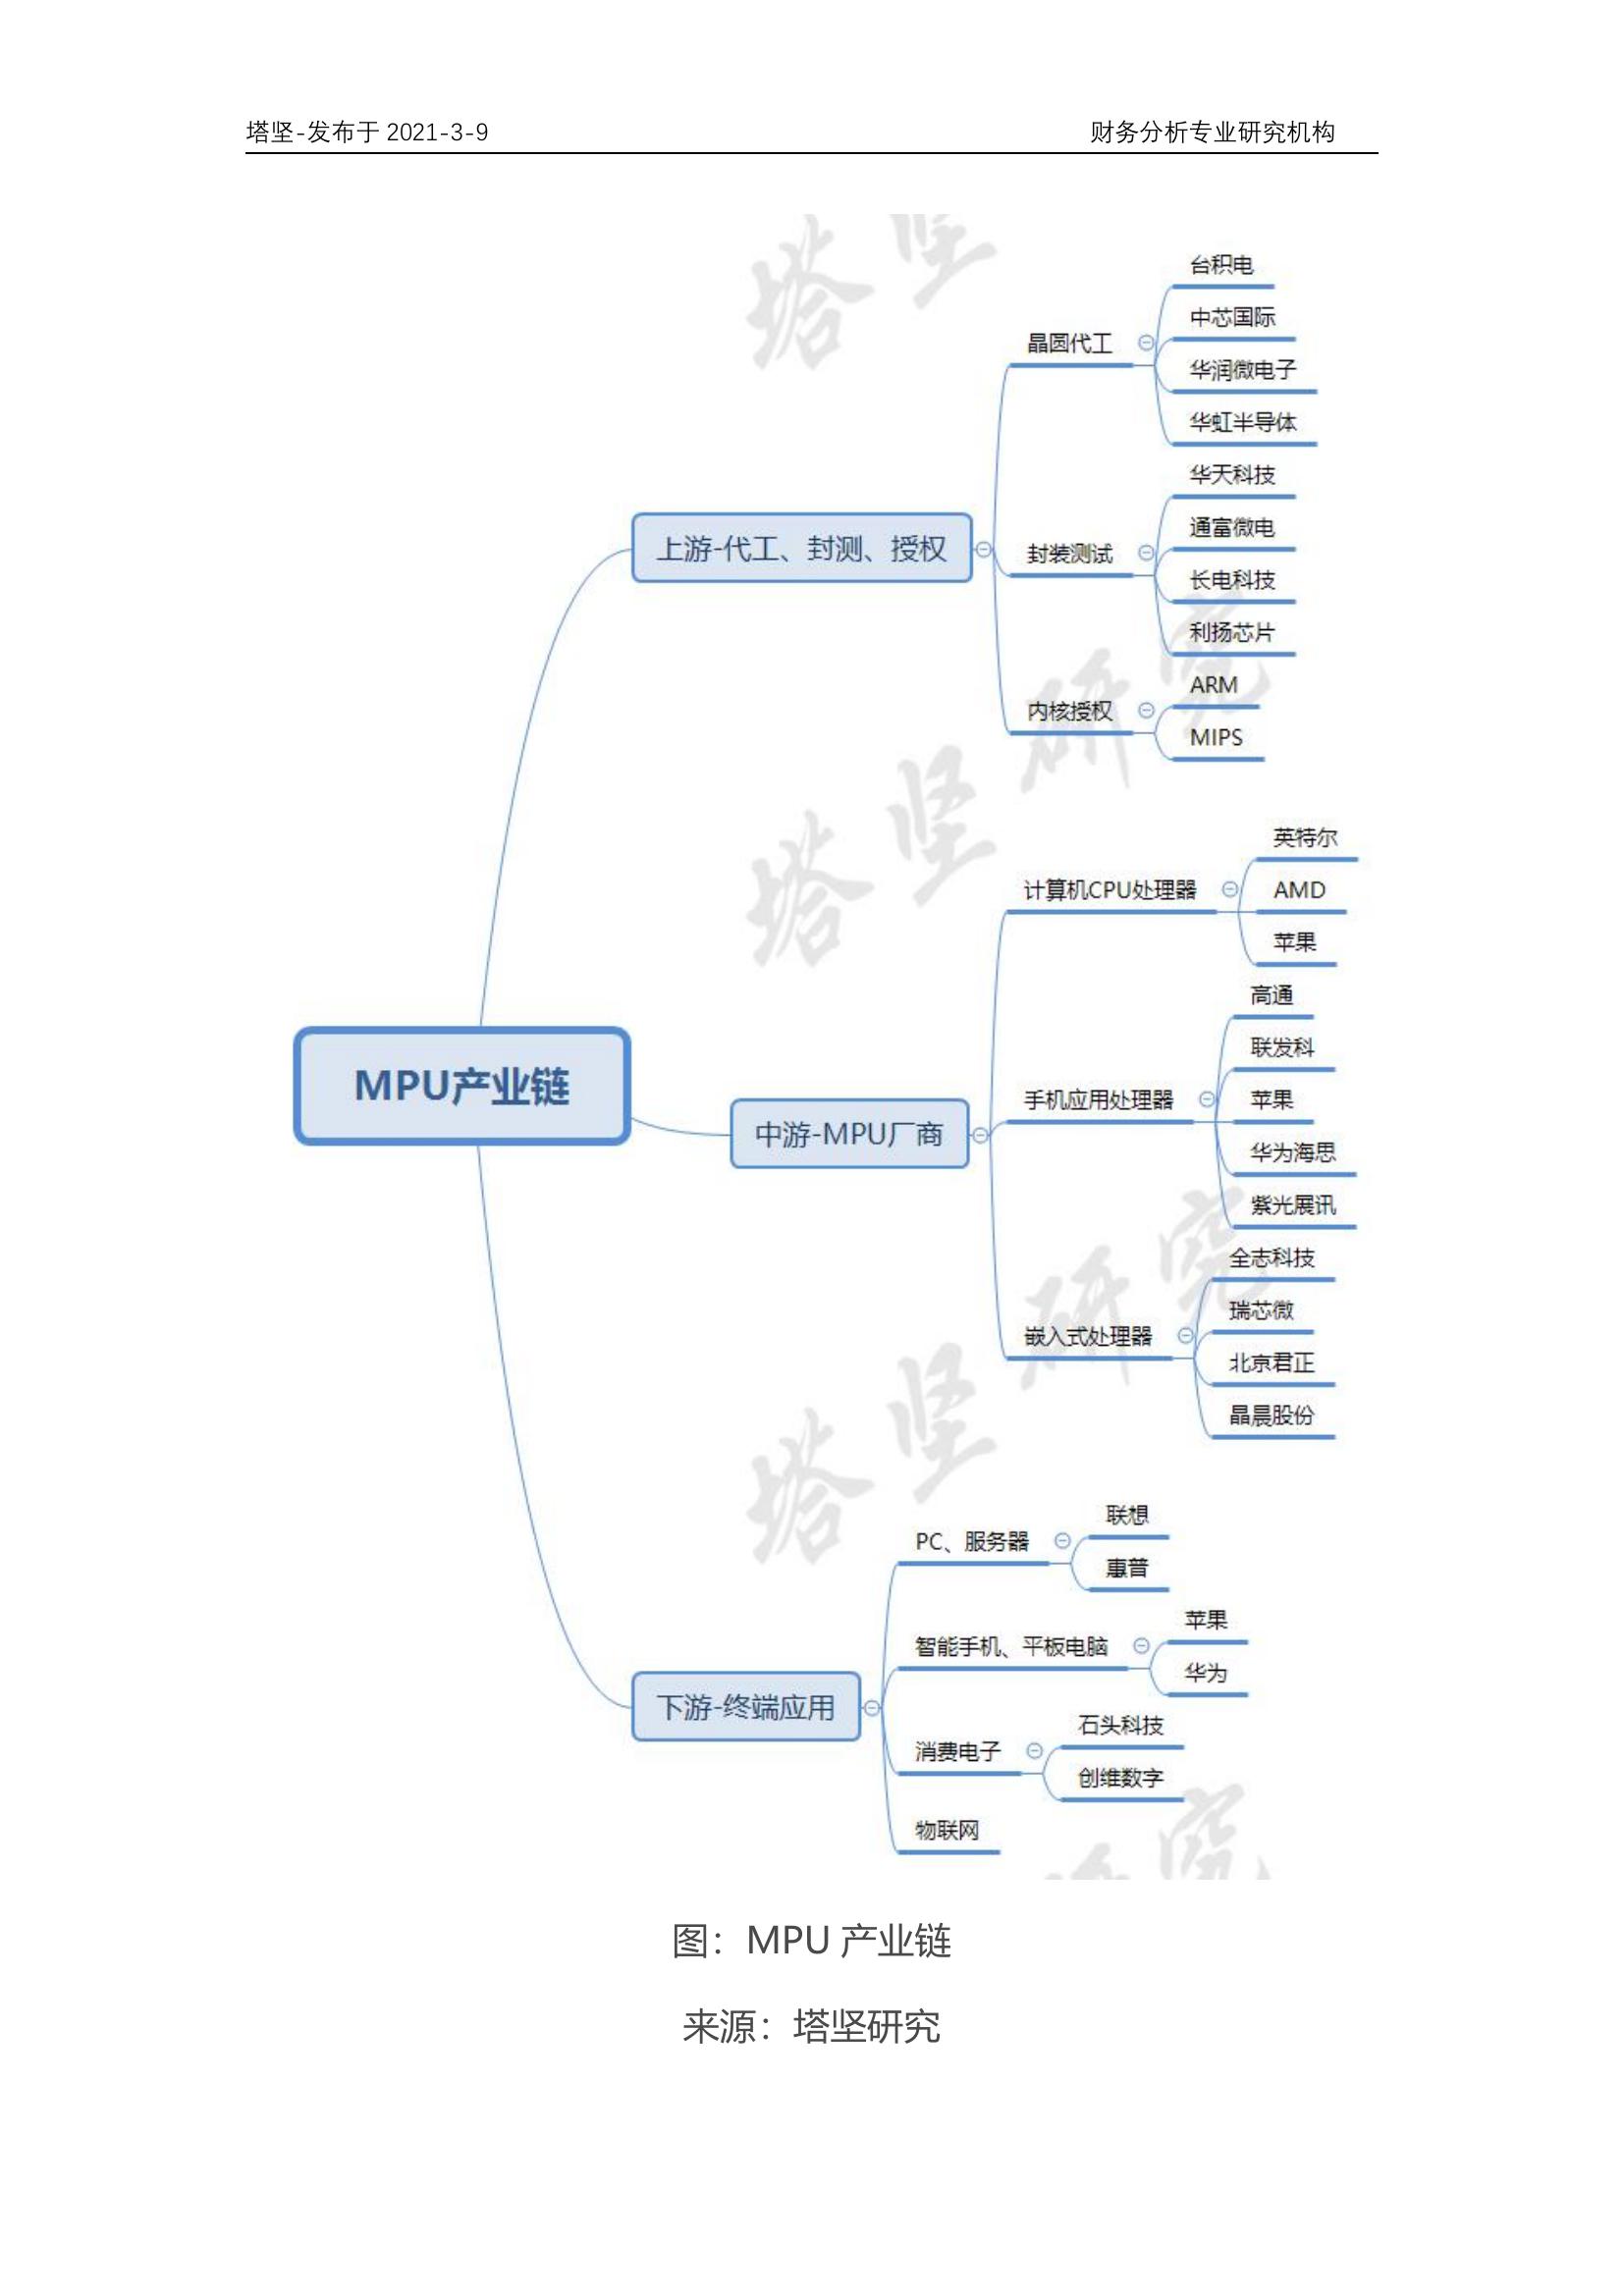 塔坚-发布于 2021-3-9
财务分析专业研究机构
MPU产业链
上游-代工、封测、授权
晶圆代工
台积电
中芯国际
华润微电子
华虹半导体
封装测试
华天科技
通富微电
长电科技
利扬芯片
内核授权
ARM
MIPS
中游-MPU厂商
计算机CPU处理器
英特尔
AMD
苹果
手机应用处理器
高通
联发科
苹果
华为海思
紫光展讯
嵌入式处理器
全志科技
瑞芯微
北京君正
晶晨股份
下游-终端应用
PC、服务器
联想
惠普
智能手机、平板电脑
苹果
华为
消费电子
石头科技
创维数字
物联网
塔坚
塔坚研究
塔坚研究
研究
图：MPU 产业链
来源：塔坚研究